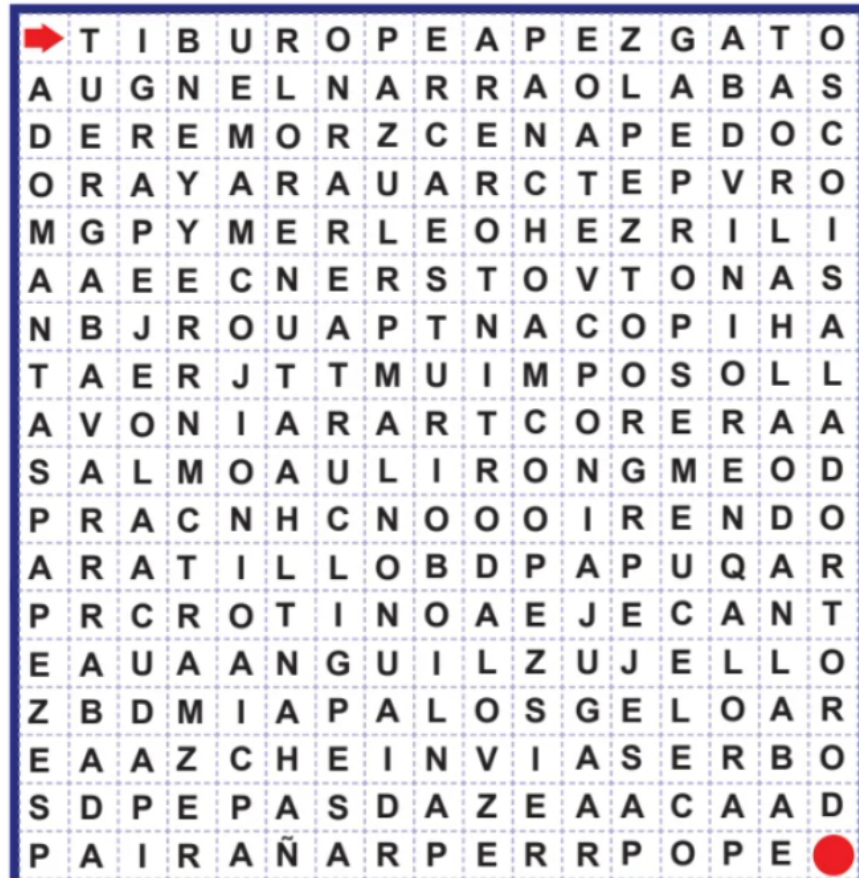 T I B U R O P E A P E Z G A T O
A U G N E L N A R R A O L A B A S
D E R E M O R Z C E N A P E D O C
O R A Y A R A U A R C T E P V R O
M G P Y M E R L E O H E Z R I L I
A A E E C N E R S T O V T O N A S
N B J R O U A P T N A C O P I H A
T A E R J T T M U I M P O S O L L
A V O N I A R A R T C O R E R A A
S A L M O A U L I R O N G M E O D
P R A C N H C N O O O I R E N D O
A R A T I L L O B D P A P U Q A R
P R C R O T I N O A E J E C A N T
E A U A A N G U I L Z U J E L L O
Z B D M I A P A L O S G E L O A R
E A A Z C H E I N V I A S E R B O
S D P E P A S D A Z E A A C A A D
P A I R A Ñ A R P E R R P O P E